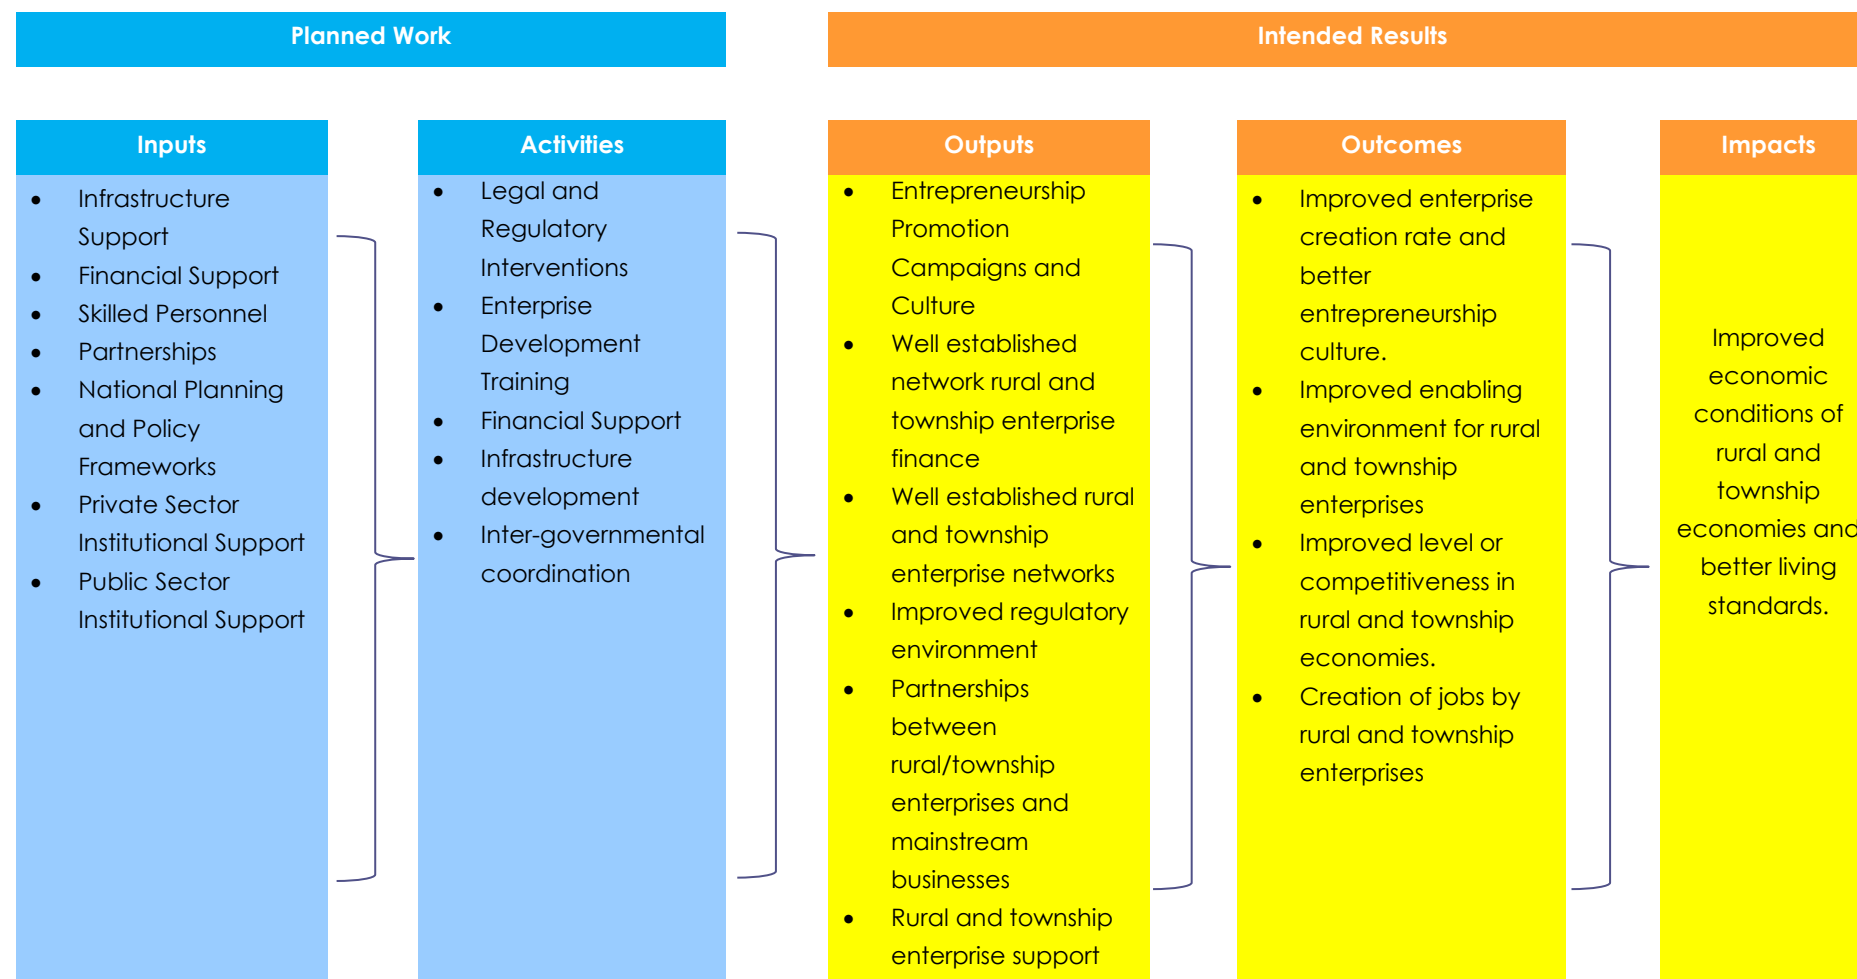 Planned Work
Intended Results
Inputs
Infrastructure
Support
Financial Support
Skilled Personnel
Partnerships
National Planning
and Policy
Frameworks
Private Sector
Institutional Support
Public Sector
Institutional Support
Activities
Legal and
Regulatory
Interventions
Enterprise
Development
Training
Financial Support
Infrastructure
development
Inter-governmental
coordination
Outputs
Entrepreneurship
Promotion
Campaigns and
Culture
Well established
network rural and
township enterprise
finance
Well established rural
and township
enterprise networks
Improved regulatory
environment
Partnerships
between
rural/township
enterprises and
mainstream
businesses
Rural and township
enterprise support
Outcomes
Improved enterprise
creation rate and
better
entrepreneurship
culture.
Improved enabling
environment for rural
and township
enterprises
Improved level or
competitiveness in
rural and township
economies.
Creation of jobs by
rural and township
enterprises
Impacts
Improved
economic
conditions of
rural and
township
economies and
better living
standards.